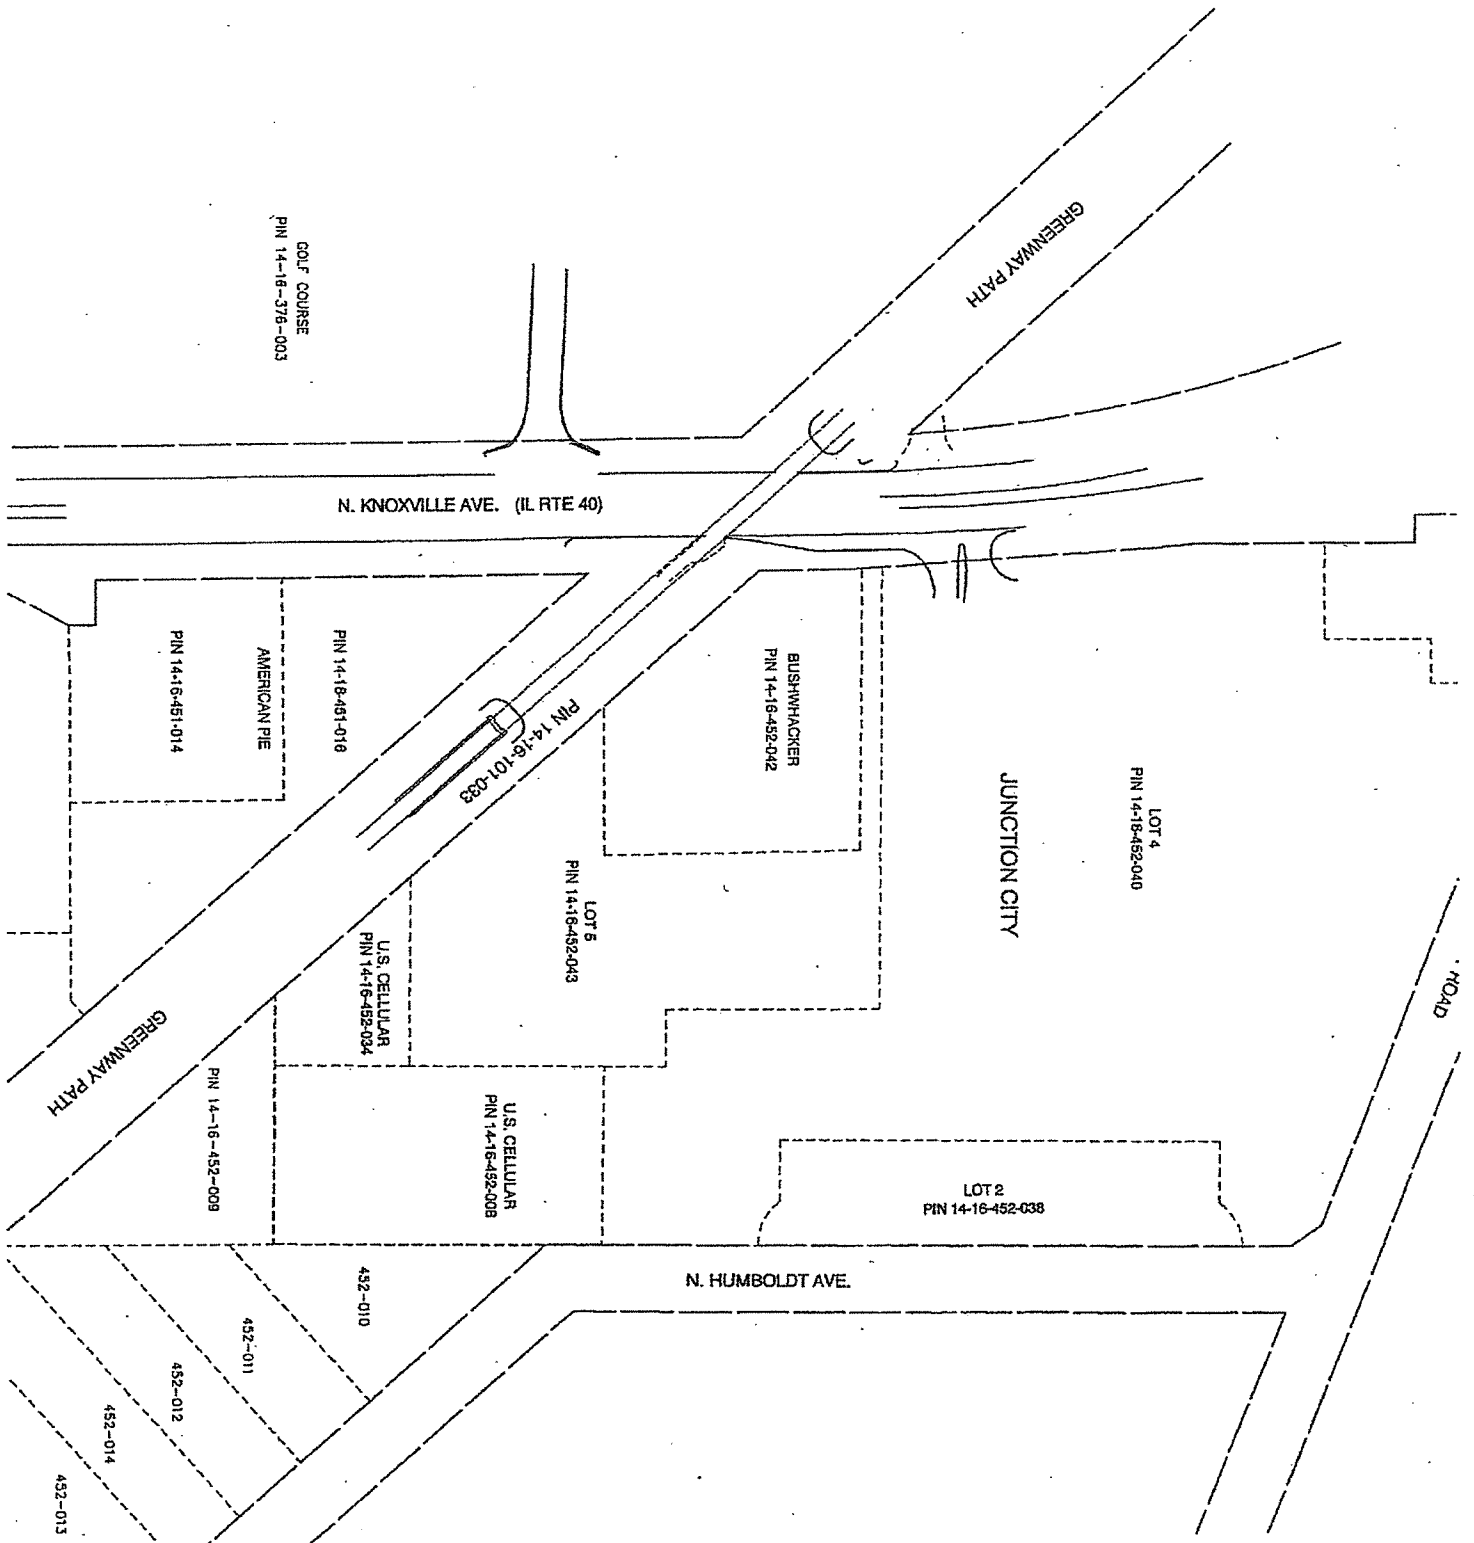 GREENWAY PATH
GOLF COURSE
PIN 14-16-376-003
N. KNOXVILLE AVE. (IL RTE 40)
PIN 14-16-451-014
AMERICAN PIE
PIN 14-16-451-016
PIN 14-16-101-033
BUSHWHACKER
PIN 14-16-452-042
JUNCTION CITY
LOT 4
PIN 14-16-452-040
LOT 5
PIN 14-16-452-043
U.S. CELLULAR
PIN 14-16-452-034
ROAD
GREENWAY PATH
PIN 14-16-452-009
U.S. CELLULAR
PIN 14-16-452-008
LOT 2
PIN 14-16-452-038
N. HUMBOLDT AVE.
452-010
452-011
452-012
452-014
452-013